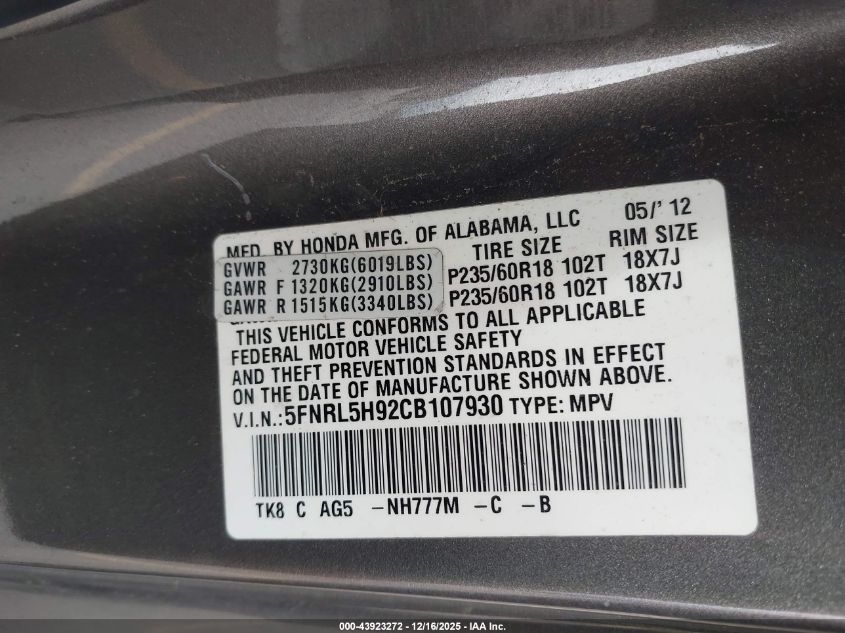 MFD. BY HONDA MFG. OF ALABAMA, LLC 05/' 12
TIRE SIZE RIM SIZE
GVWR 2730KG(6019LBS)
GAWR F 1320KG(2910LBS) P235/60R18 102T 18X7J
GAWR R 1515KG(3340LBS) P235/60R18 102T 18X7J
THIS VEHICLE CONFORMS TO ALL APPLICABLE
FEDERAL MOTOR VEHICLE SAFETY
AND THEFT PREVENTION STANDARDS IN EFFECT
ON THE DATE OF MANUFACTURE SHOWN ABOVE.
V.I.N.:5FNRL5H92CB107930 TYPE: MPV
TK8 C AG5 -NH777M -C -B
000-43923272 - 12/16/2025 - IAA Inc.